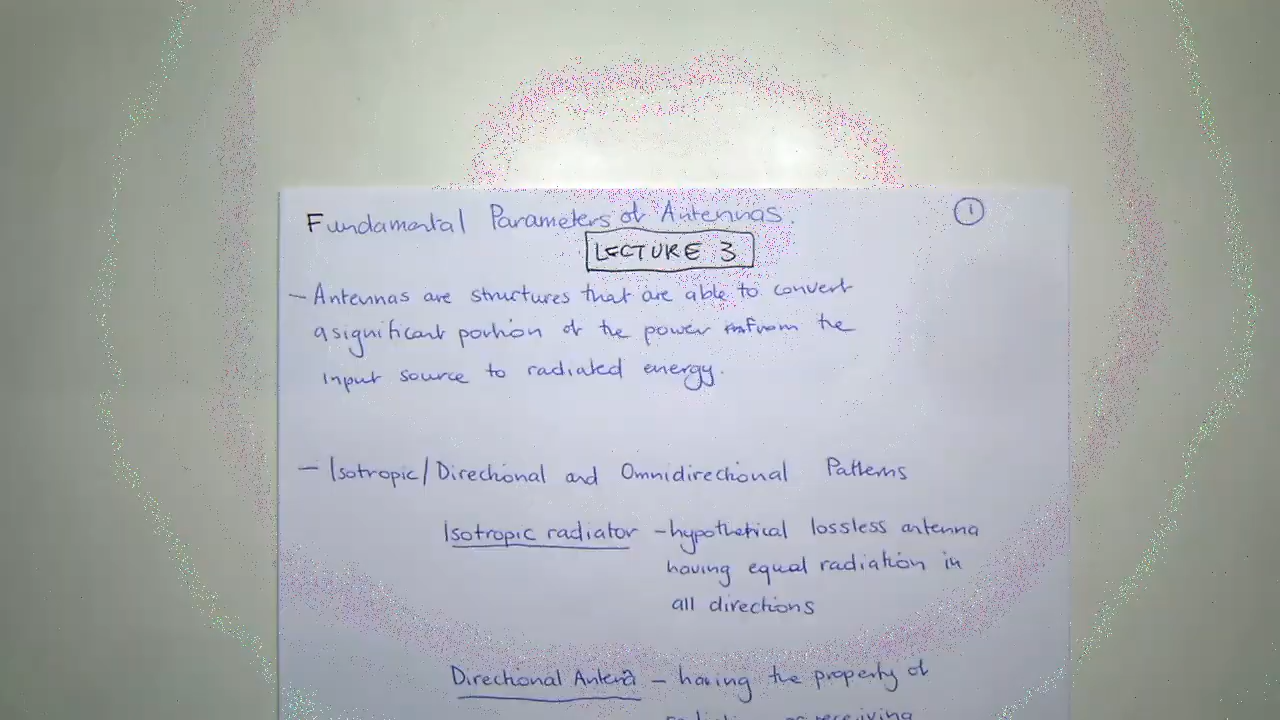 Fundamental Parameters of Antennas. ①
LECTURE 3
— Antennas are structures that are able to convert
a significant portion of the power from the
input source to radiated energy.
— Isotropic/Directional and Omnidirectional Patterns
Isotropic radiator — hypothetical lossless antenna
having equal radiation in
all directions
Directional Antena — having the property of
receiving